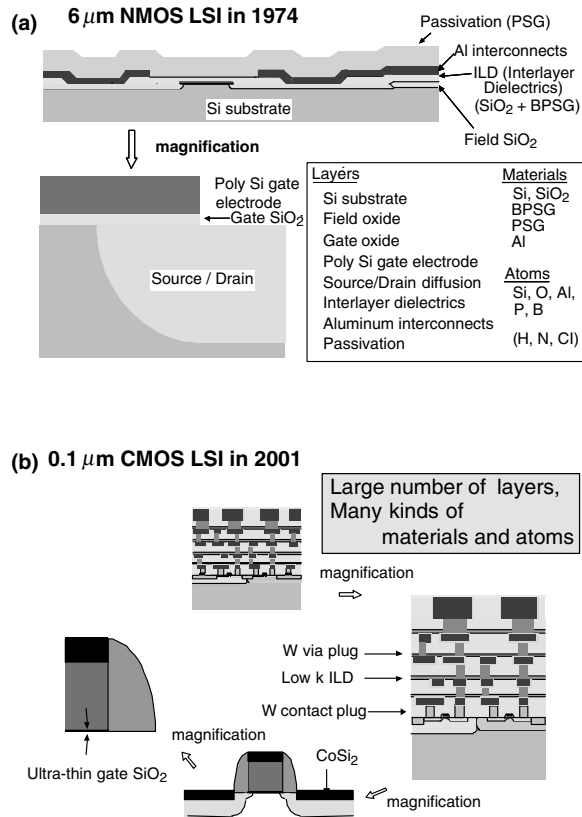 (a) 6 μm NMOS LSI in 1974
Passivation (PSG)
Al interconnects
ILD (Interlayer
Dielectrics)
(SiO2 + BPSG)
Field SiO2
Si substrate
magnification
Poly Si gate
electrode
Gate SiO2
Source / Drain
Layers
Si substrate
Field oxide
Gate oxide
Poly Si gate electrode
Source/Drain diffusion
Interlayer dielectrics
Aluminum interconnects
Passivation
Materials
Si, SiO2
BPSG
PSG
Al
Atoms
Si, O, Al,
P, B
(H, N, Cl)
(b) 0.1 μm CMOS LSI in 2001
Large number of layers,
Many kinds of
materials and atoms
magnification
W via plug
Low k ILD
W contact plug
magnification
Ultra-thin gate SiO2
CoSi2
magnification